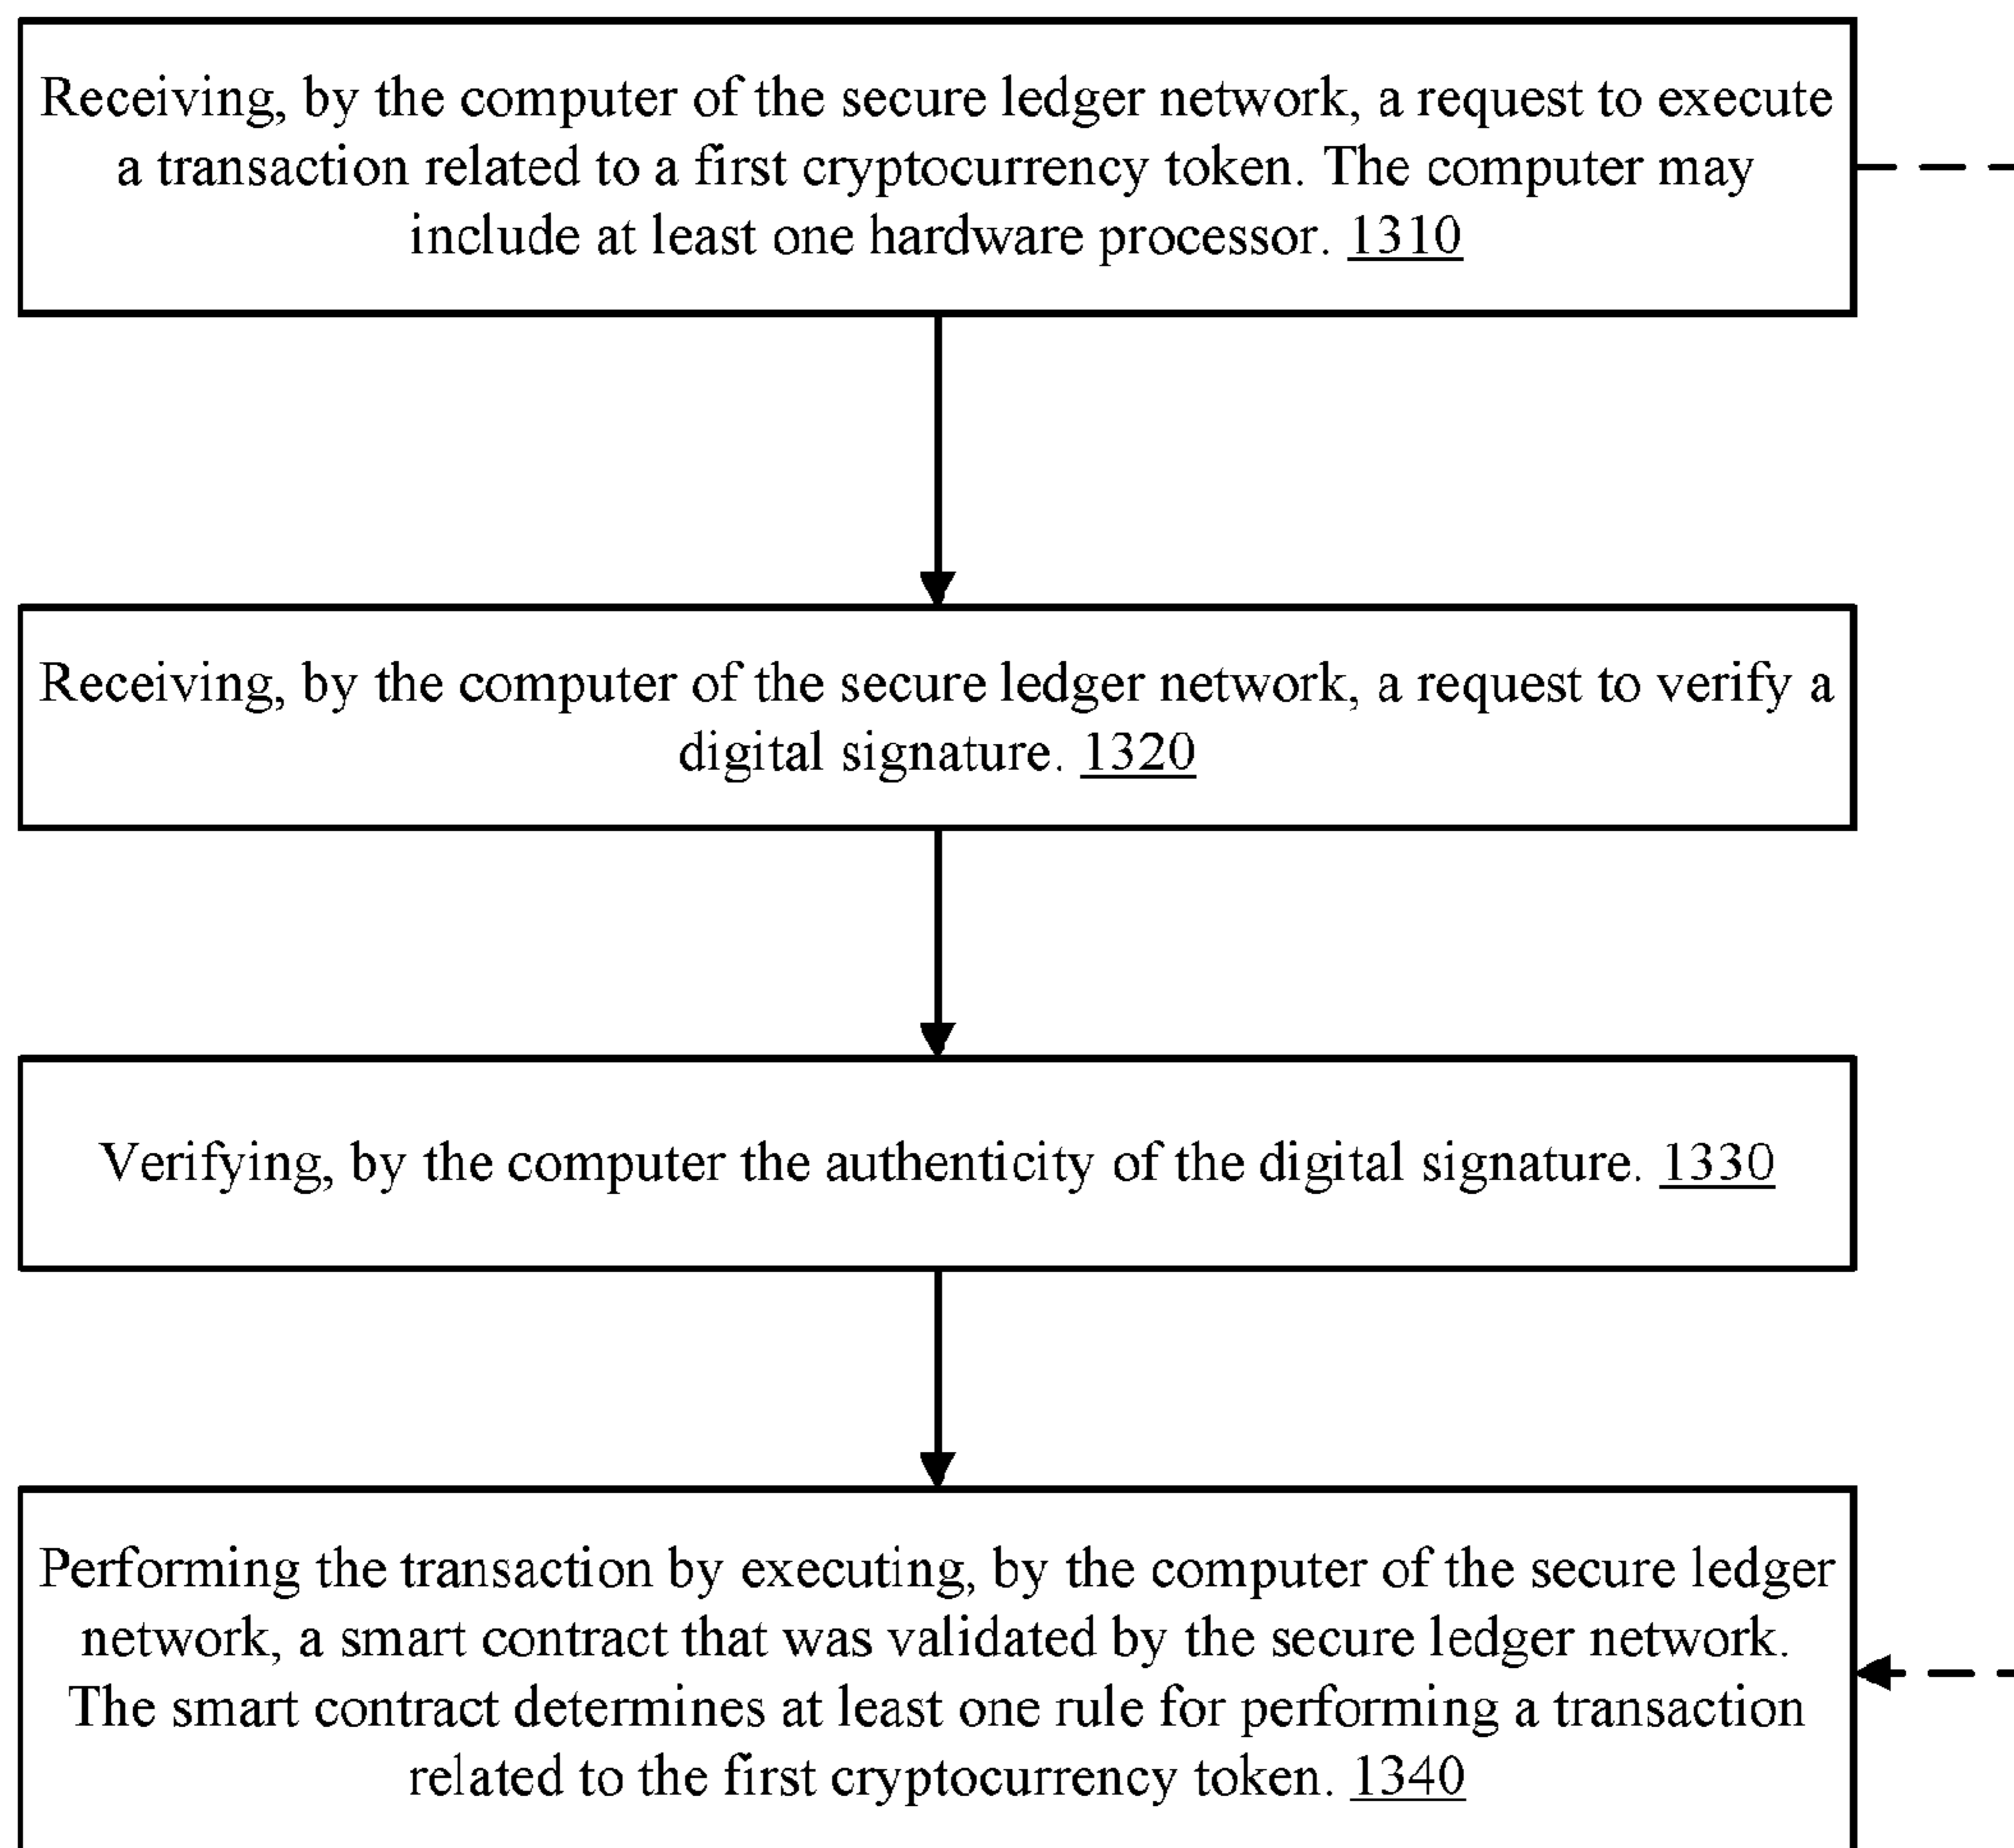 Receiving, by the computer of the secure ledger network, a request to execute
a transaction related to a first cryptocurrency token. The computer may
include at least one hardware processor. 1310
Receiving, by the computer of the secure ledger network, a request to verify a
digital signature. 1320
Verifying, by the computer the authenticity of the digital signature. 1330
Performing the transaction by executing, by the computer of the secure ledger
network, a smart contract that was validated by the secure ledger network.
The smart contract determines at least one rule for performing a transaction
related to the first cryptocurrency token. 1340